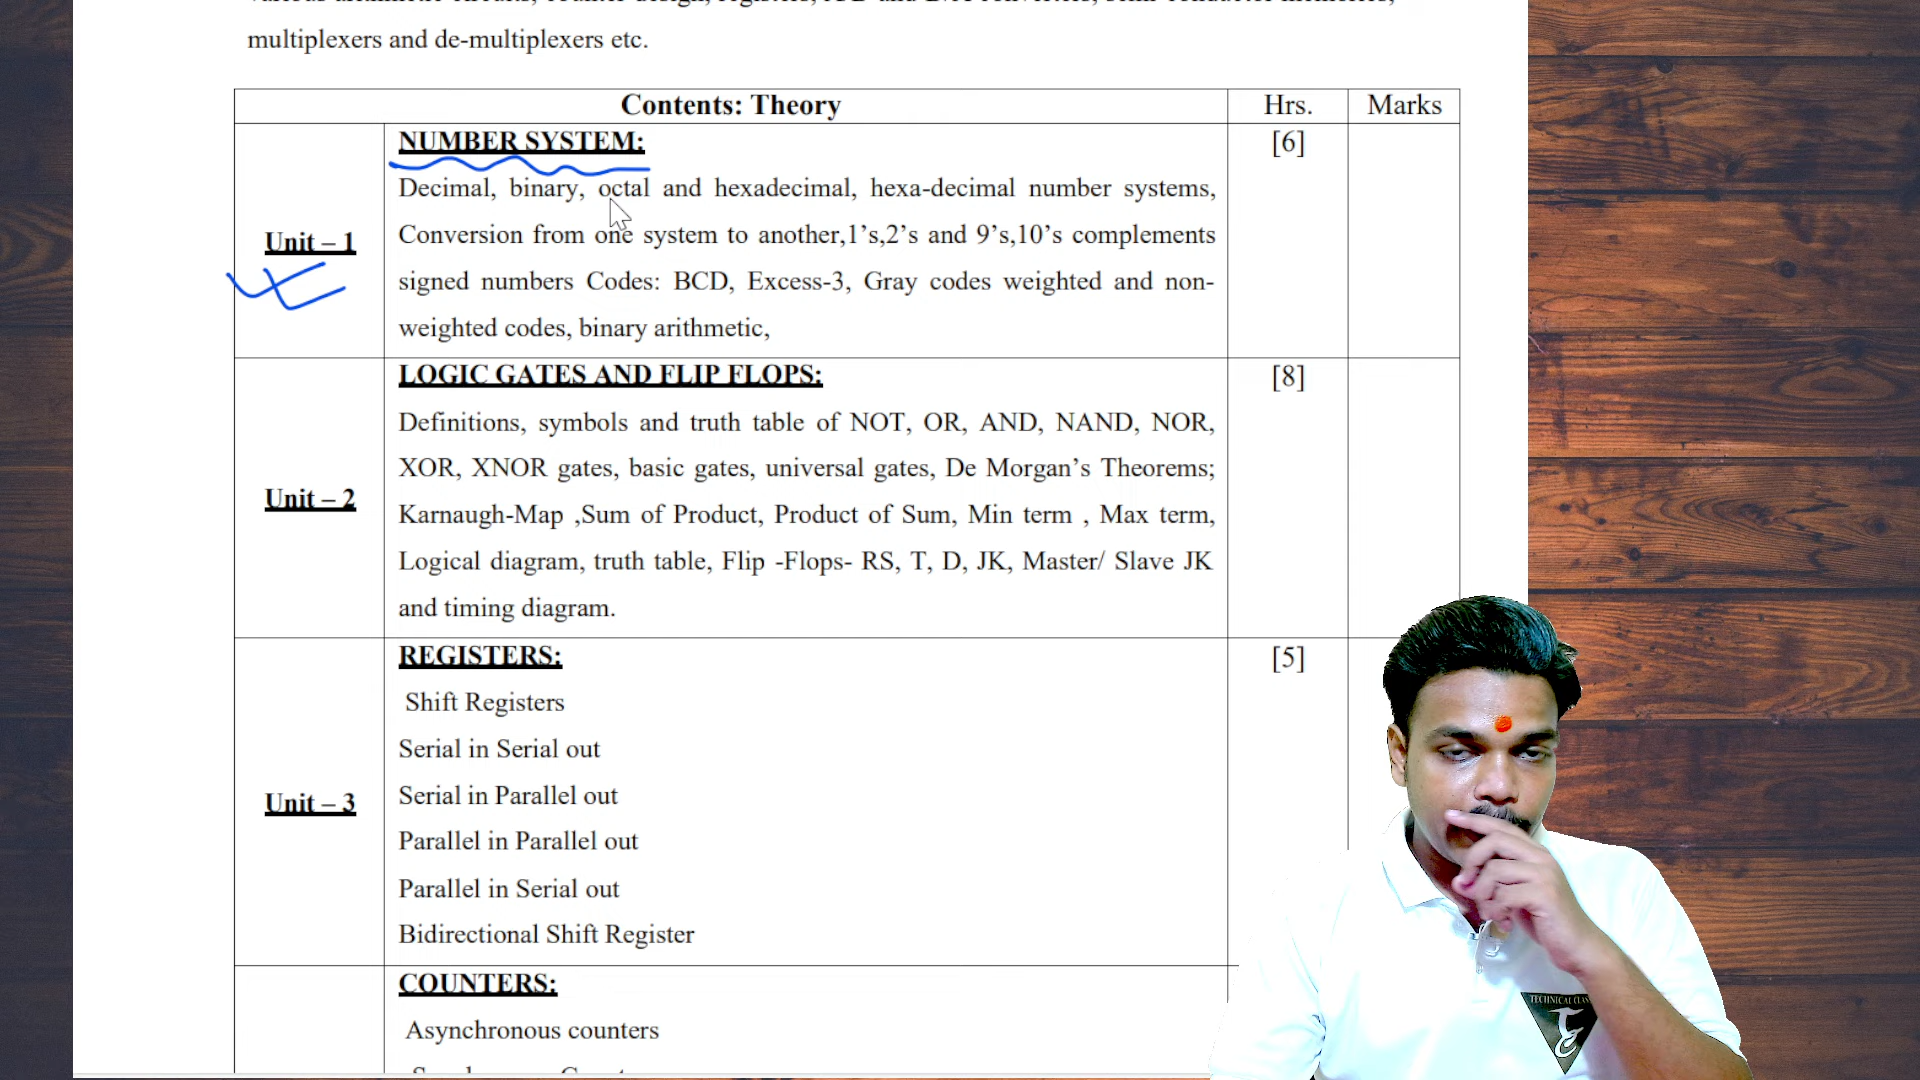 multiplexers and de-multiplexers etc.
Contents: Theory Hrs. Marks
NUMBER SYSTEM: [6]
Decimal, binary, octal and hexadecimal, hexa-decimal number systems,
Conversion from one system to another,1’s,2’s and 9’s,10’s complements
Unit – 1
signed numbers Codes: BCD, Excess-3, Gray codes weighted and non-
weighted codes, binary arithmetic,
LOGIC GATES AND FLIP FLOPS: [8]
Definitions, symbols and truth table of NOT, OR, AND, NAND, NOR,
XOR, XNOR gates, basic gates, universal gates, De Morgan’s Theorems;
Unit – 2
Karnaugh-Map ,Sum of Product, Product of Sum, Min term , Max term,
Logical diagram, truth table, Flip -Flops- RS, T, D, JK, Master/ Slave JK
and timing diagram.
REGISTERS: [5]
Shift Registers
Serial in Serial out
Serial in Parallel out
Unit – 3
Parallel in Parallel out
Parallel in Serial out
Bidirectional Shift Register
COUNTERS:
Asynchronous counters
TECHNICAL